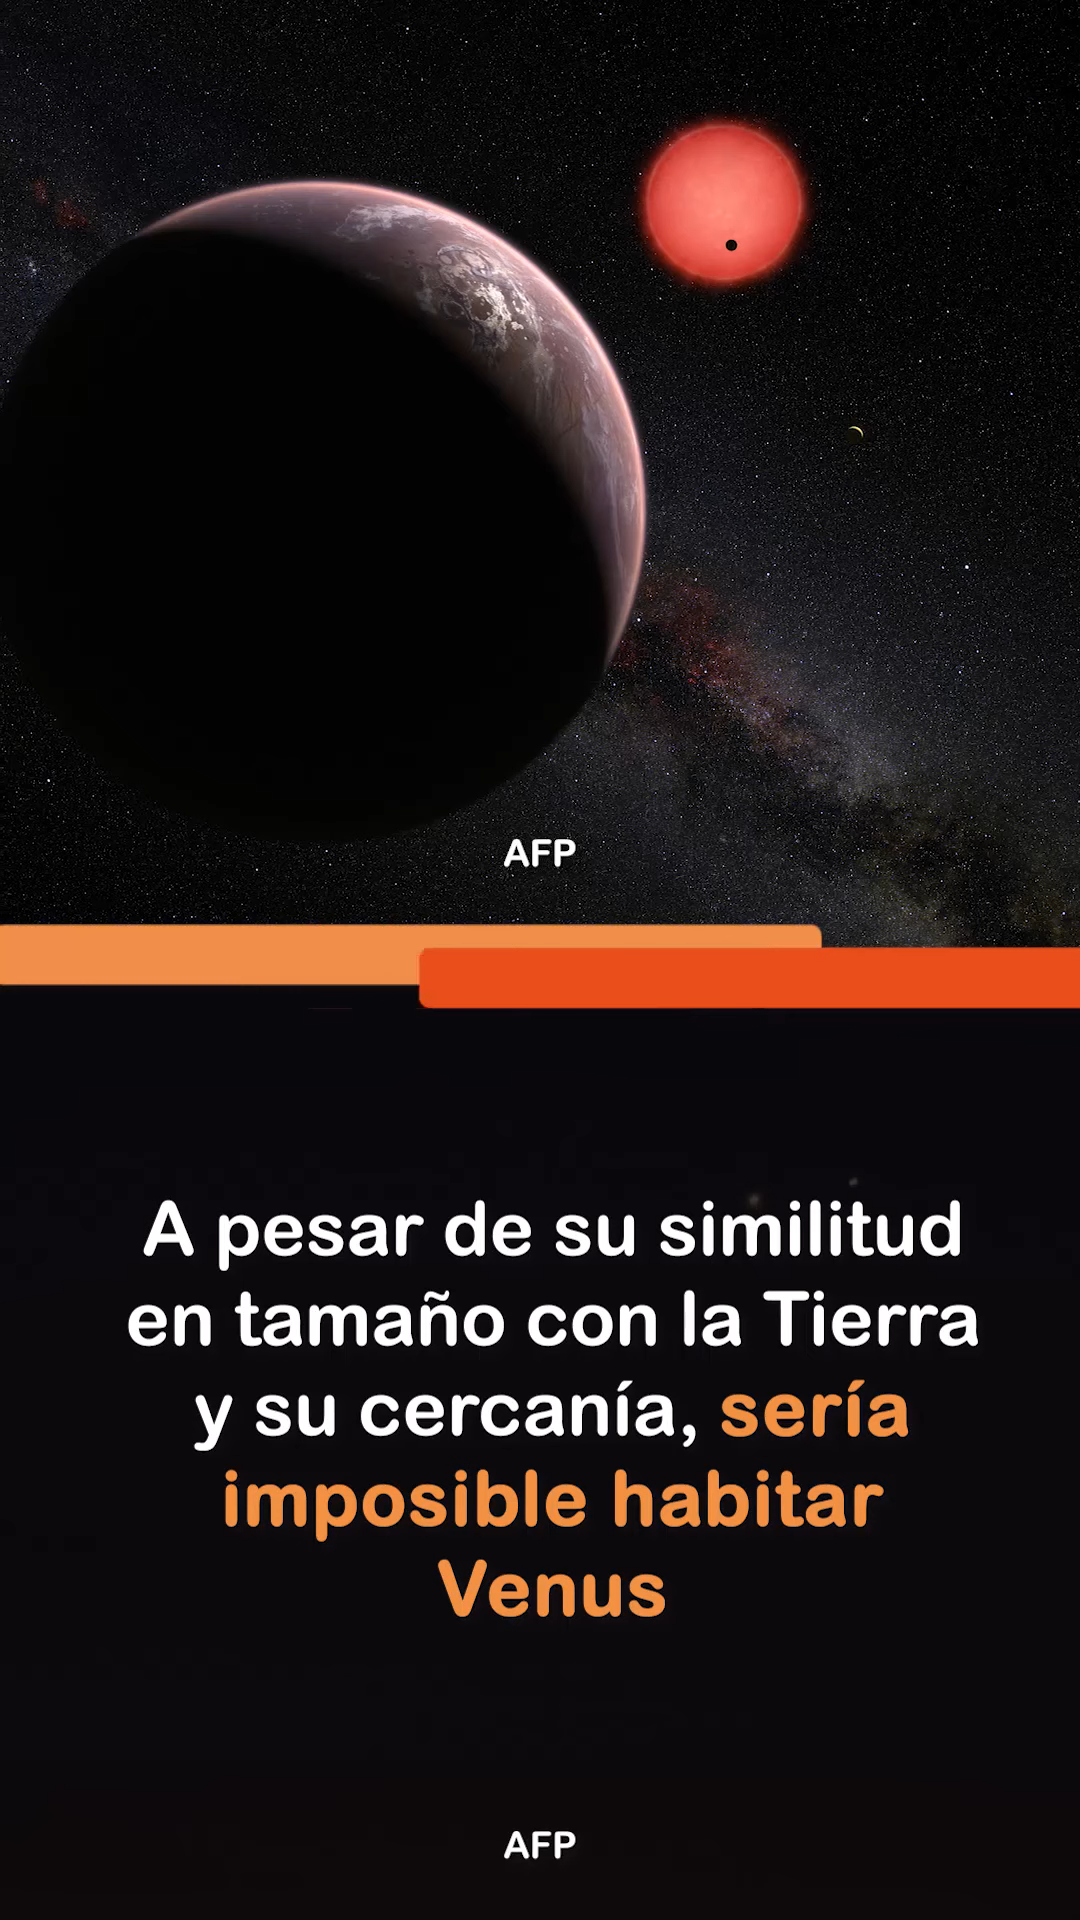 AFP
A pesar de su similitud
en tamaño con la Tierra
y su cercanía, sería
imposible habitar
Venus
AFP